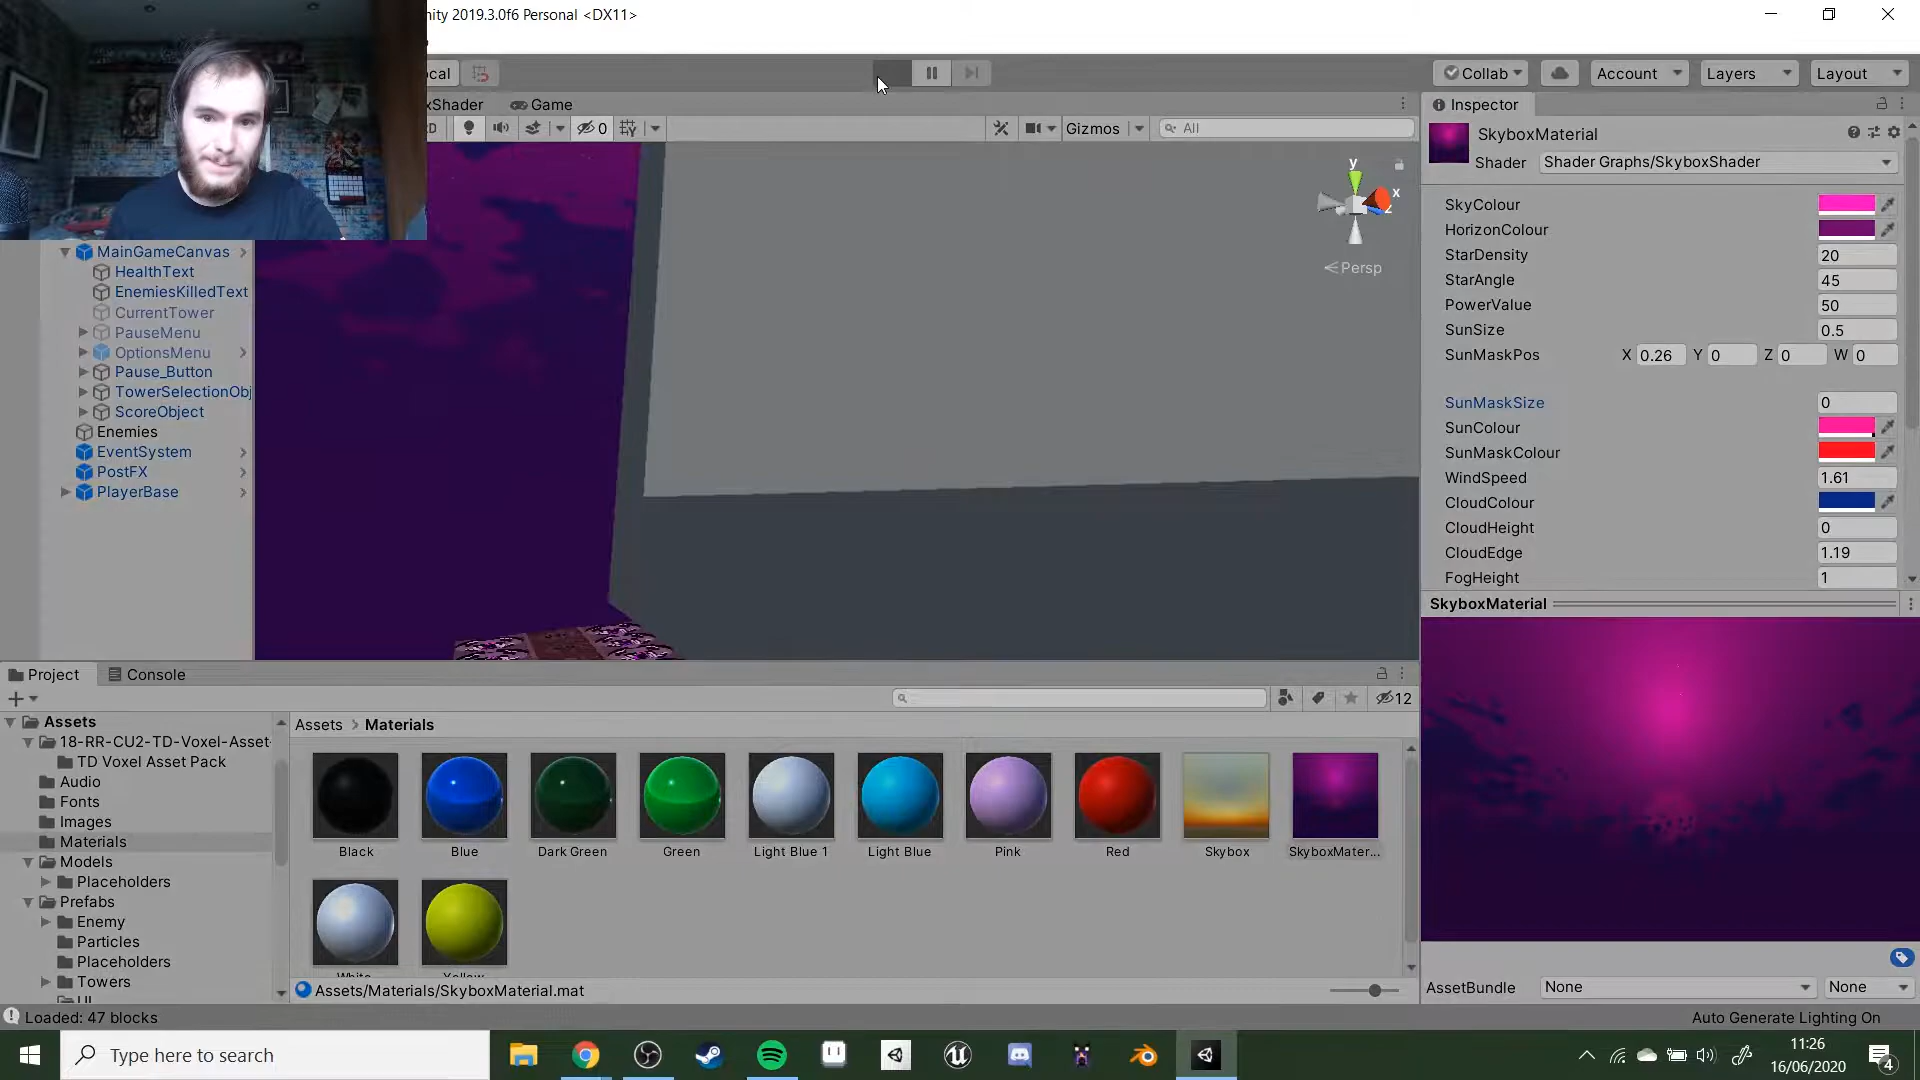 nity 2019.3.0f6 Personal <DX11>
ocal
Collab
Account
Layers
Layout
xShader
Game
D
0
Gizmos
All
y
x
z
Persp
Inspector
SkyboxMaterial
Shader
Shader Graphs/SkyboxShader
SkyColour
HorizonColour
StarDensity
20
StarAngle
45
PowerValue
50
SunSize
0.5
SunMaskPos
X 0.26 Y 0 Z 0 W 0
SunMaskSize
0
SunColour
SunMaskColour
WindSpeed
1.61
CloudColour
CloudHeight
0
CloudEdge
1.19
FogHeight
1
SkyboxMaterial
AssetBundle
None
None
MainGameCanvas
HealthText
EnemiesKilledText
CurrentTower
PauseMenu
OptionsMenu
Pause_Button
TowerSelectionObj
ScoreObject
Enemies
EventSystem
PostFX
PlayerBase
Project
Console
12
Assets
18-RR-CU2-TD-Voxel-Asset-
TD Voxel Asset Pack
Audio
Fonts
Images
Materials
Models
Placeholders
Prefabs
Enemy
Particles
Placeholders
Towers
UI
Assets > Materials
Black
Blue
Dark Green
Green
Light Blue 1
Light Blue
Pink
Red
Skybox
SkyboxMater...
White
Yellow
Assets/Materials/SkyboxMaterial.mat
Loaded: 47 blocks
Auto Generate Lighting On
Type here to search
11:26
16/06/2020
4